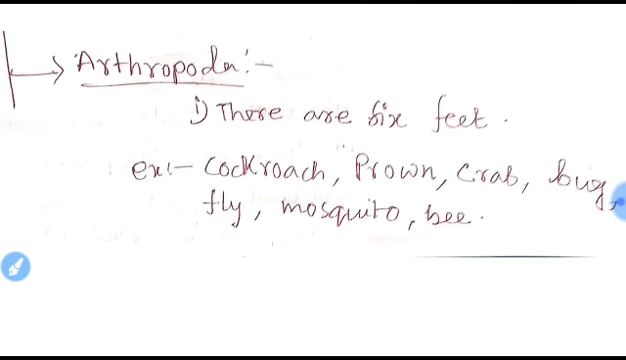 Arthropoda:-
i) There are six feet.
ex:- Cockroach, Prown, Crab, bug,
fly, mosquito, bee.